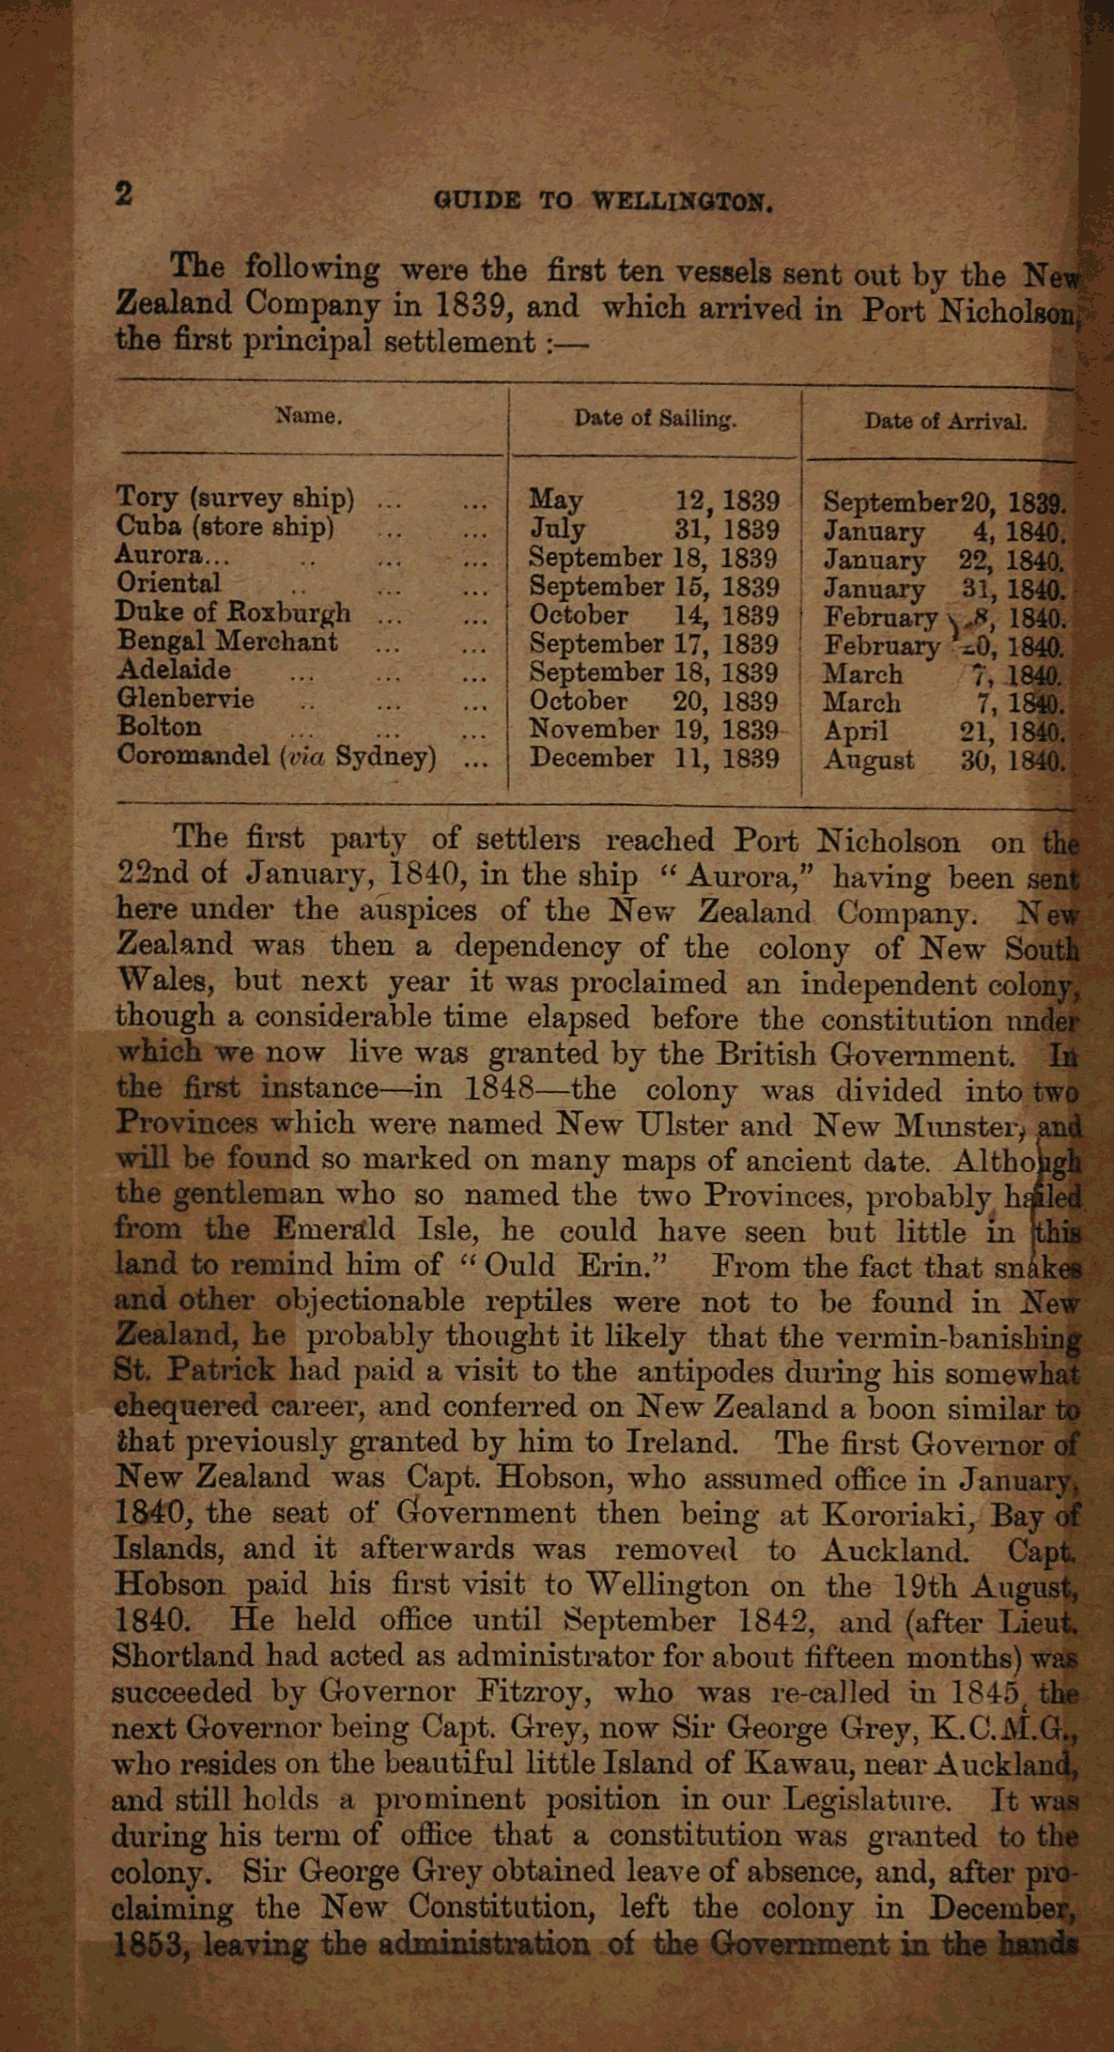 2 GUIDE TO WELLINGTON.
The following were the first ten vessels sent out by the New
Zealand Company in 1839, and which arrived in Port Nicholson,
the first principal settlement :—
Name. Date of Sailing. Date of Arrival.
Tory (survey ship) ... ... May 12, 1839 September 20, 1839.
Cuba (store ship) ... ... July 31, 1839 January 4, 1840.
Aurora... .. ... ... September 18, 1839 January 22, 1840.
Oriental .. ... ... September 15, 1839 January 31, 1840.
Duke of Roxburgh ... ... October 14, 1839 February 8, 1840.
Bengal Merchant ... ... September 17, 1839 February 1840.
Adelaide ... ... ... September 18, 1839 March 7, 1840.
Glenbervie .. ... ... October 20, 1839 March 7, 1840.
Bolton ... ... ... November 19, 1839 April 21, 1840.
Coromandel (via Sydney) ... December 11, 1839 August 30, 1840.
The first party of settlers reached Port Nicholson on the
22nd of January, 1840, in the ship “ Aurora,” having been sent
here under the auspices of the New Zealand Company. New
Zealand was then a dependency of the colony of New South
Wales, but next year it was proclaimed an independent colony,
though a considerable time elapsed before the constitution under
which we now live was granted by the British Government. In
the first instance—in 1848—the colony was divided into two
Provinces which were named New Ulster and New Munster, and
will be found so marked on many maps of ancient date. Although
the gentleman who so named the two Provinces, probably hailed
from the Emerald Isle, he could have seen but little in this
land to remind him of “ Ould Erin.” From the fact that snakes
and other objectionable reptiles were not to be found in New
Zealand, he probably thought it likely that the vermin-banishing
St. Patrick had paid a visit to the antipodes during his somewhat
chequered career, and conferred on New Zealand a boon similar to
that previously granted by him to Ireland. The first Governor of
New Zealand was Capt. Hobson, who assumed office in January,
1840, the seat of Government then being at Kororiaki, Bay of
Islands, and it afterwards was removed to Auckland. Capt.
Hobson paid his first visit to Wellington on the 19th August,
1840. He held office until September 1842, and (after Lieut.
Shortland had acted as administrator for about fifteen months) was
succeeded by Governor Fitzroy, who was re-called in 1845, the
next Governor being Capt. Grey, now Sir George Grey, K.C.M.G.,
who resides on the beautiful little Island of Kawau, near Auckland,
and still holds a prominent position in our Legislature. It was
during his term of office that a constitution was granted to the
colony. Sir George Grey obtained leave of absence, and, after pro-
claiming the New Constitution, left the colony in December,
1853, leaving the administration of the Government in the hands